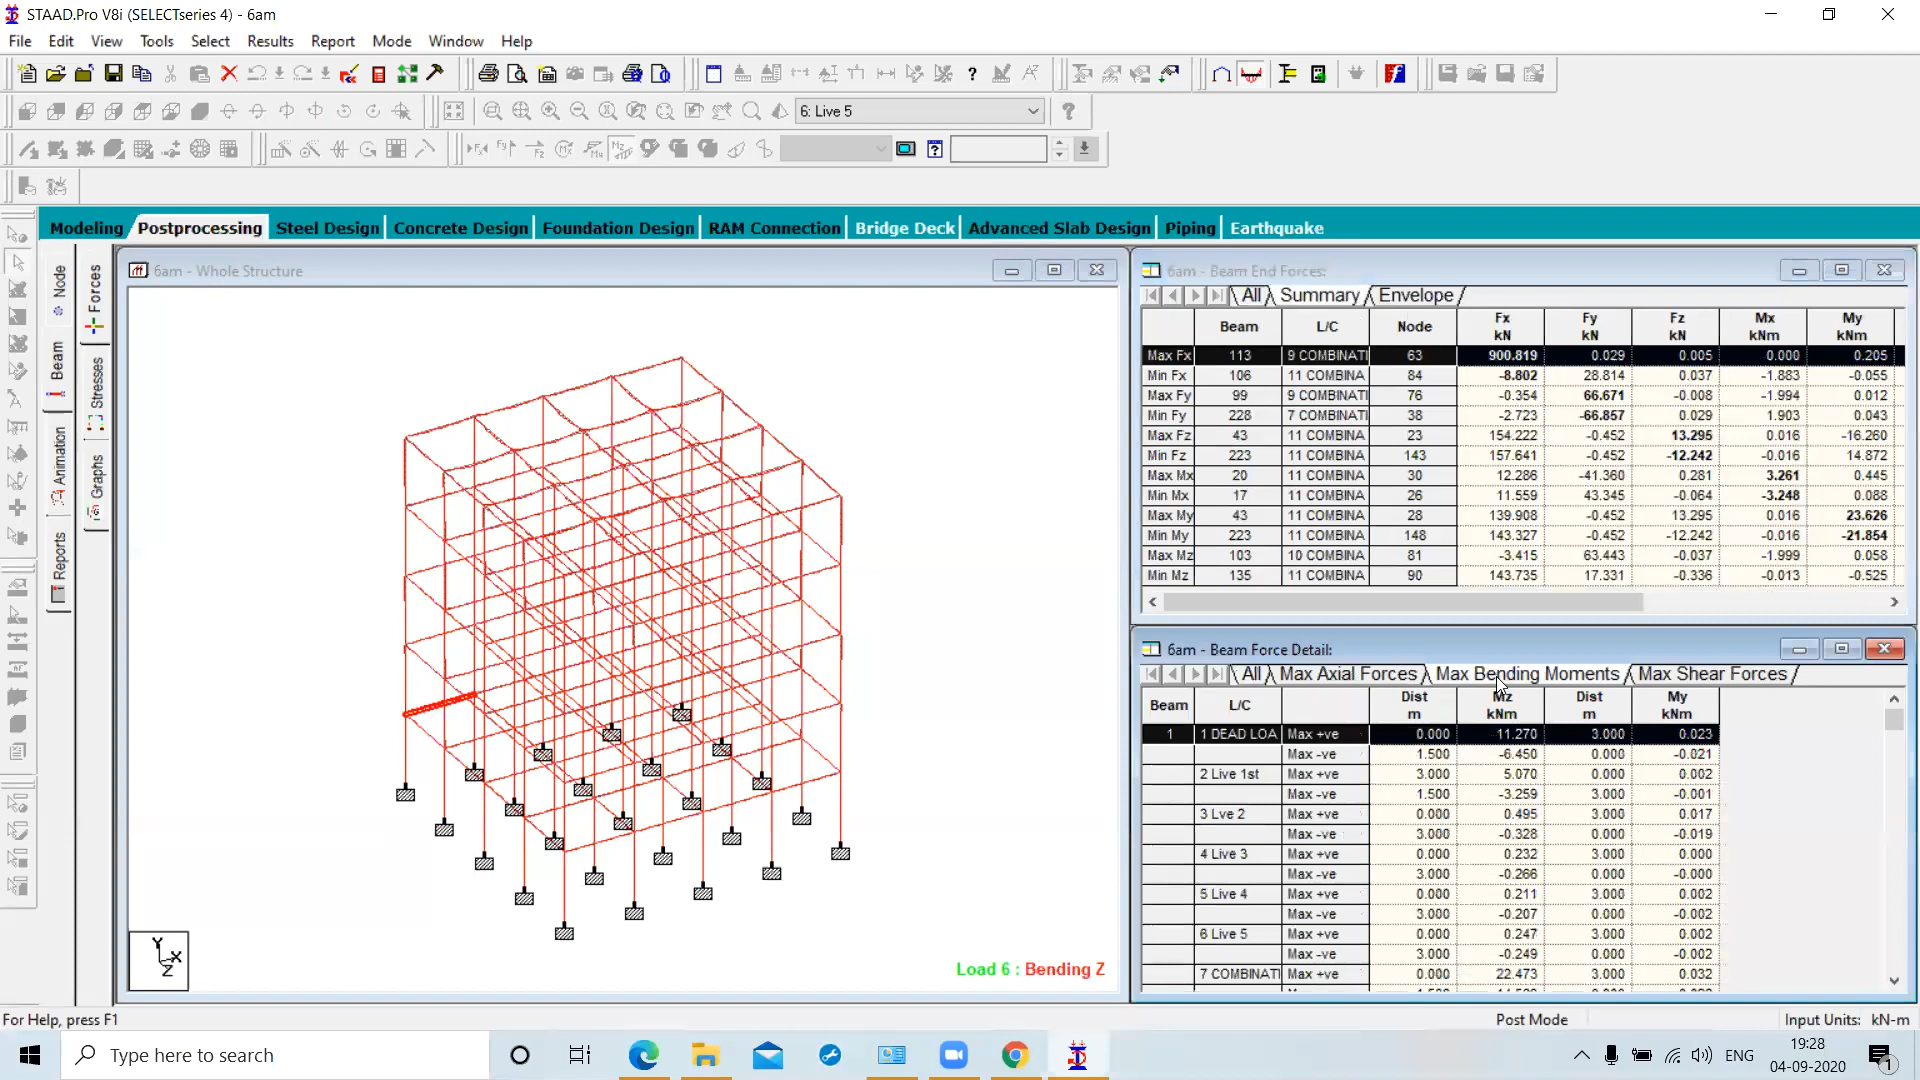 STAAD.Pro V8i (SELECTseries 4) - 6am
File Edit View Tools Select Results Report Mode Window Help
6: Live 5
Modeling Postprocessing Steel Design Concrete Design Foundation Design RAM Connection Bridge Deck Advanced Slab Design Piping Earthquake
Node
Beam
Animation
Reports
Forces
Stresses
Graphs
6am - Whole Structure
Y
X
Z
Load 6 : Bending Z
6am - Beam End Forces:
All Summary Envelope
Beam L/C Node Fx kN Fy kN Fz kN Mx kNm My kNm
Max Fx 113 9 COMBINATI 63 900.819 0.029 0.005 0.000 0.205
Min Fx 106 11 COMBINA 84 -8.802 28.814 0.037 -1.883 -0.055
Max Fy 99 9 COMBINATI 76 -0.354 66.671 -0.008 -1.994 0.012
Min Fy 228 7 COMBINATI 38 -2.723 -66.857 0.029 1.903 0.043
Max Fz 43 11 COMBINA 23 154.222 -0.452 13.295 0.016 -16.260
Min Fz 223 11 COMBINA 143 157.641 -0.452 -12.242 -0.016 14.872
Max Mx 20 11 COMBINA 30 12.286 -41.360 0.281 3.261 0.445
Min Mx 17 11 COMBINA 26 11.559 43.345 -0.064 -3.248 0.088
Max My 43 11 COMBINA 28 139.908 -0.452 13.295 0.016 23.626
Min My 223 11 COMBINA 148 143.327 -0.452 -12.242 -0.016 -21.854
Max Mz 103 10 COMBINA 81 -3.415 63.443 -0.037 -1.999 0.058
Min Mz 135 11 COMBINA 90 143.735 17.331 -0.336 -0.013 -0.525
6am - Beam Force Detail:
All Max Axial Forces Max Bending Moments Max Shear Forces
Beam L/C Dist m Mz kNm Dist m My kNm
1 1 DEAD LOA Max +ve 0.000 11.270 3.000 0.023
Max -ve 1.500 -6.450 0.000 -0.021
2 Live 1st Max +ve 3.000 5.070 0.000 0.002
Max -ve 1.500 -3.259 3.000 -0.001
3 Lve 2 Max +ve 0.000 0.495 3.000 0.017
Max -ve 3.000 -0.328 0.000 -0.019
4 Live 3 Max +ve 0.000 0.232 3.000 0.000
Max -ve 3.000 -0.266 0.000 -0.000
5 Live 4 Max +ve 0.000 0.211 3.000 0.002
Max -ve 3.000 -0.207 0.000 -0.002
6 Live 5 Max +ve 0.000 0.247 3.000 0.002
Max -ve 3.000 -0.249 0.000 -0.002
7 COMBINATI Max +ve 0.000 22.473 3.000 0.032
For Help, press F1
Post Mode
Input Units: kN-m
Type here to search
ENG
19:28
04-09-2020
1